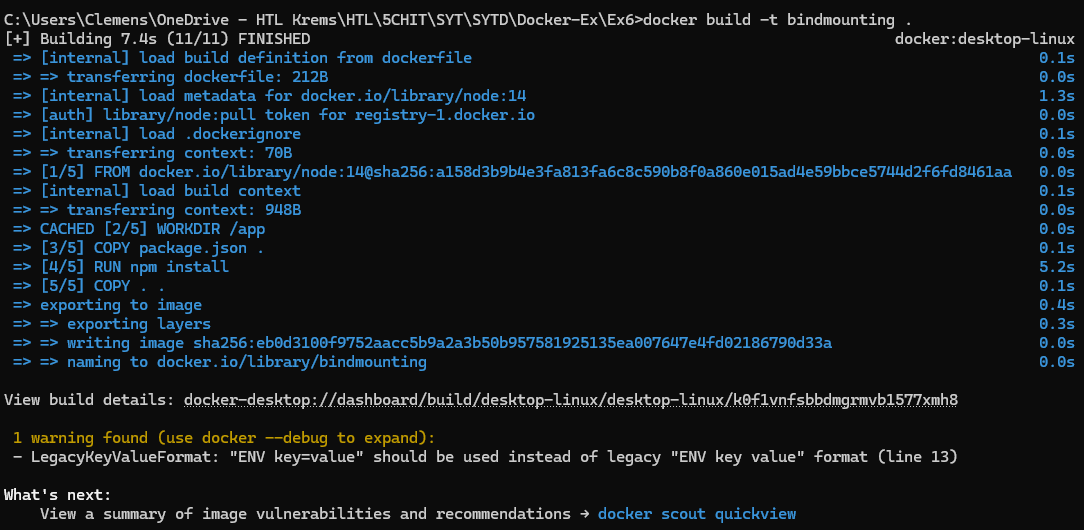 C:\Users\Clemens\OneDrive - HTL Krems\HTL\5CHIT\SYT\SYTD\Docker-Ex\Ex6>docker build -t bindmounting .
[+] Building 7.4s (11/11) FINISHED docker:desktop-linux
=> [internal] load build definition from dockerfile 0.1s
=> => transferring dockerfile: 212B 0.0s
=> [internal] load metadata for docker.io/library/node:14 1.3s
=> [auth] library/node:pull token for registry-1.docker.io 0.0s
=> [internal] load .dockerignore 0.1s
=> => transferring context: 70B 0.0s
=> [1/5] FROM docker.io/library/node:14@sha256:a158d3b9b4e3fa813fa6c8c590b8f0a860e015ad4e59bbce5744d2f6fd8461aa 0.0s
=> [internal] load build context 0.1s
=> => transferring context: 948B 0.0s
=> CACHED [2/5] WORKDIR /app 0.0s
=> [3/5] COPY package.json . 0.1s
=> [4/5] RUN npm install 5.2s
=> [5/5] COPY . . 0.1s
=> exporting to image 0.4s
=> => exporting layers 0.3s
=> => writing image sha256:eb0d3100f9752aacc5b9a2a3b50b957581925135ea007647e4fd02186790d33a 0.0s
=> => naming to docker.io/library/bindmounting 0.0s
View build details: docker-desktop://dashboard/build/desktop-linux/desktop-linux/k0f1vnfsbbdmgrmvb1577xmh8
1 warning found (use docker --debug to expand):
- LegacyKeyValueFormat: "ENV key=value" should be used instead of legacy "ENV key value" format (line 13)
What's next:
View a summary of image vulnerabilities and recommendations → docker scout quickview